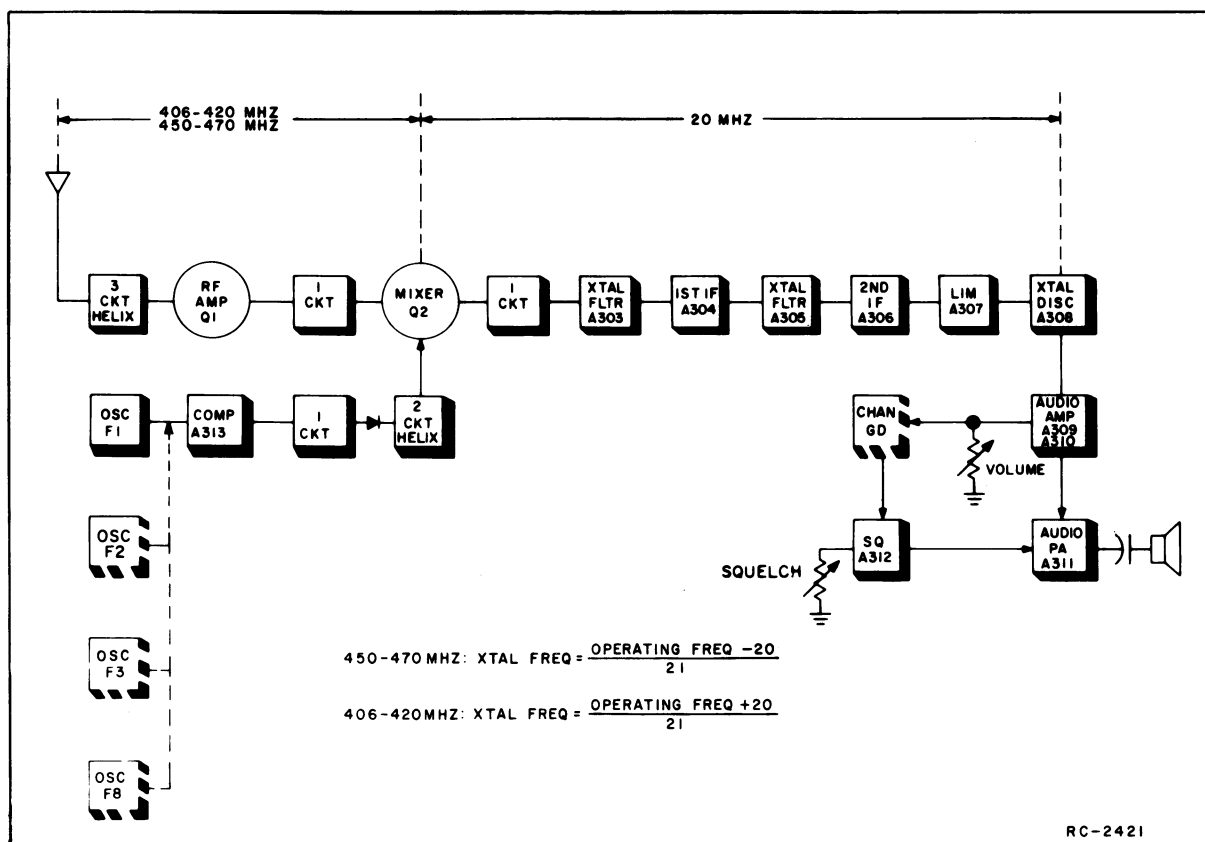 406-420 MHZ
450-470 MHZ
20 MHZ
3
CKT
HELIX
RF
AMP
Q1
1
CKT
MIXER
Q2
1
CKT
XTAL
FLTR
A303
IST IF
A304
XTAL
FLTR
A305
2ND
IF
A306
LIM
A307
XTAL
DISC
A308
OSC
F1
COMP
A313
1
CKT
2
CKT
HELIX
CHAN
GD
VOLUME
AUDIO
AMP
A309
A310
OSC
F2
SQUELCH
SQ
A312
AUDIO
PA
A311
OSC
F3
450-470 MHZ: XTAL FREQ = OPERATING FREQ -20
21
406-420MHZ: XTAL FREQ = OPERATING FREQ +20
21
OSC
F8
RC-2421